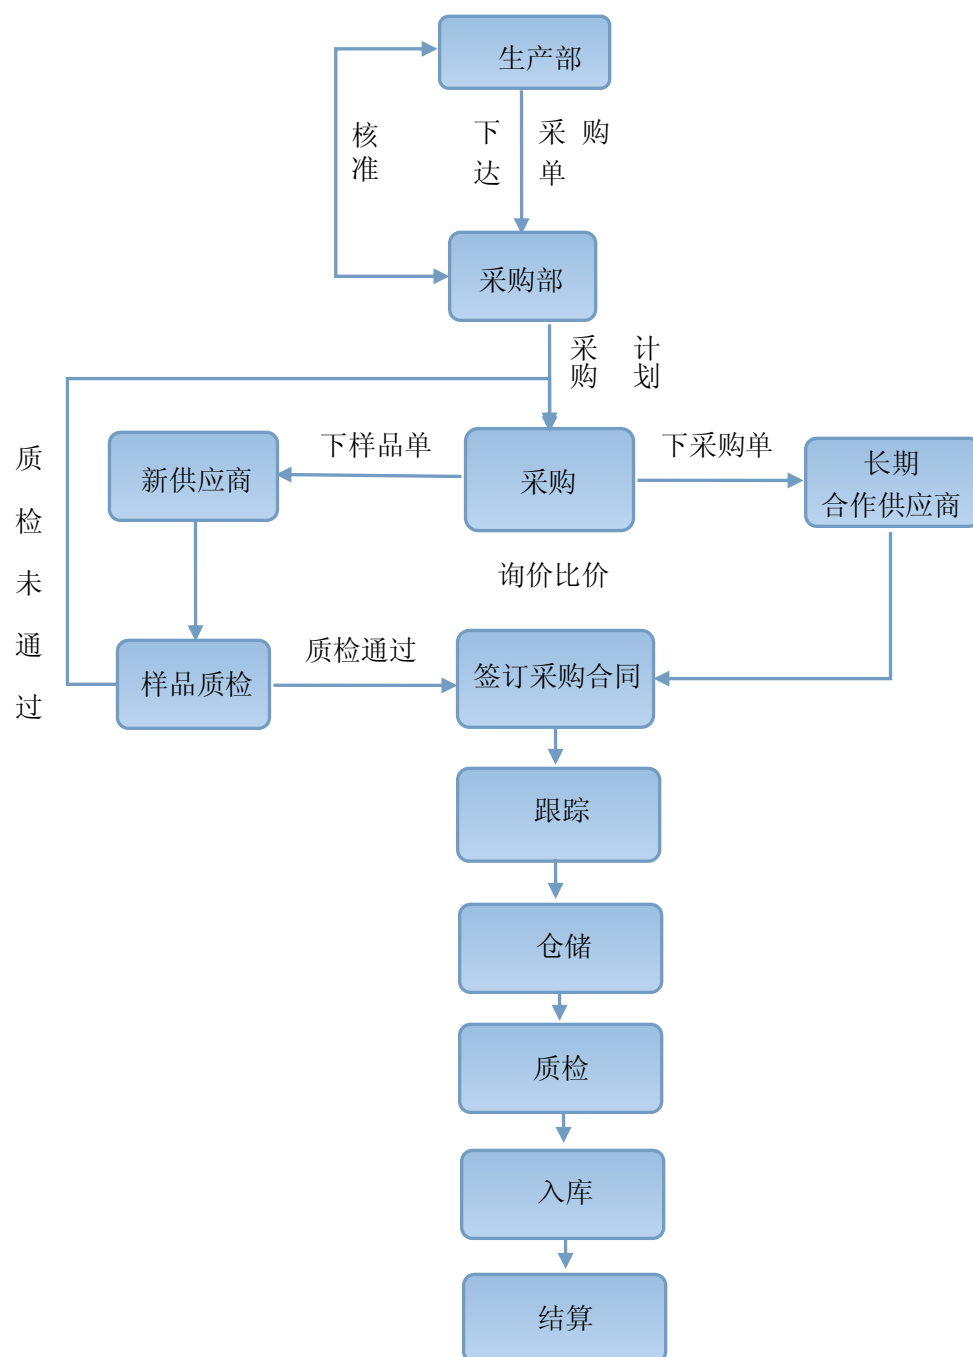 生产部
核准
下达
采购单
采购部
采购
计划
下样品单
下采购单
新供应商
采购
长期
合作供应商
质检未通过
询价比价
质检通过
样品质检
签订采购合同
跟踪
仓储
质检
入库
结算